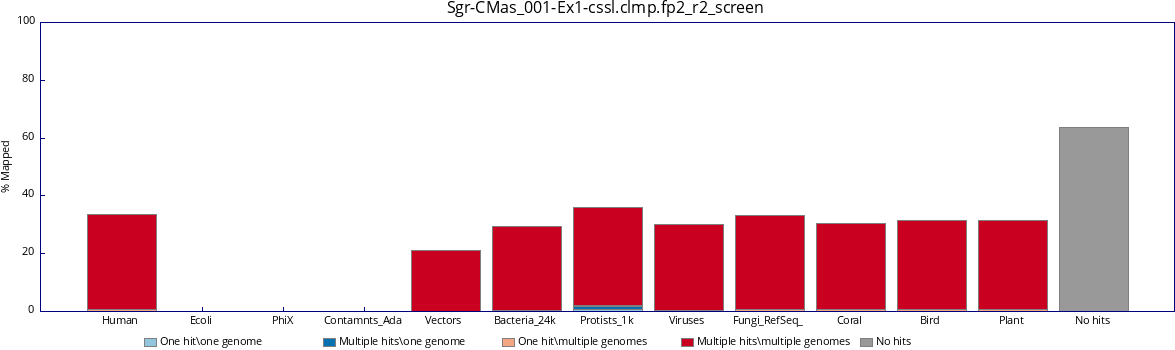 Sgr-CMas_001-Ex1-cssl.clmp.fp2_r2_screen
100
80
60
40
20
0
% Mapped
Human Ecoli PhiX Contamnts_Ada Vectors Bacteria_24k Protists_1k Viruses Fungi_RefSeq_ Coral Bird Plant No hits
One hit\one genome Multiple hits\one genome One hit\multiple genomes Multiple hits\multiple genomes No hits